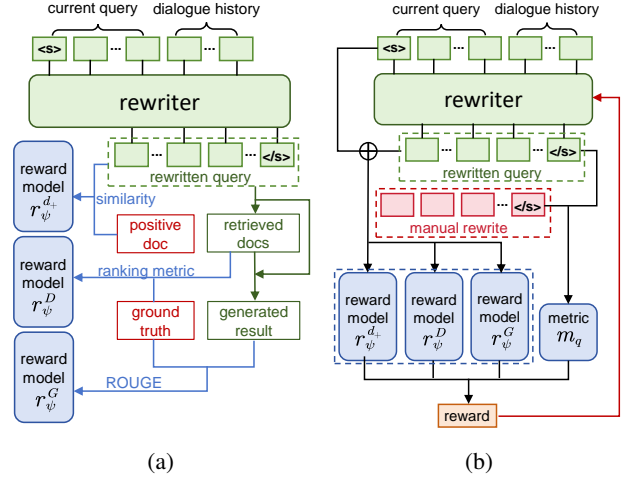 current query
dialogue history
<s>
...
...
rewriter
...
...
</s>
rewritten query
reward
model
r_ψ^{d_+}
similarity
positive
doc
retrieved
docs
reward
model
r_ψ^D
ranking metric
ground
truth
generated
result
reward
model
r_ψ^G
ROUGE
(a)
current query
dialogue history
<s>
...
...
rewriter
...
...
</s>
rewritten query
...
</s>
manual rewrite
reward
model
r_ψ^{d_+}
reward
model
r_ψ^D
reward
model
r_ψ^G
metric
m_q
reward
(b)